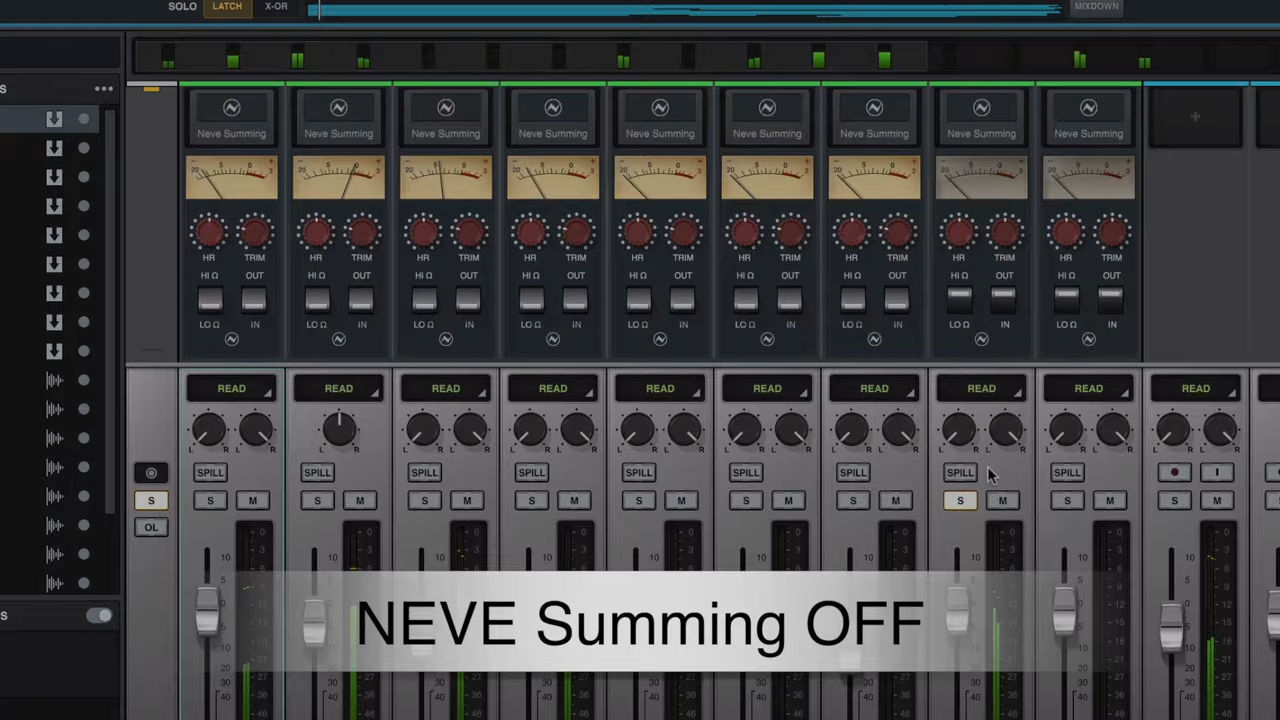 SOLO LATCH X-OR MIXDOWN
S
Neve Summing Neve Summing Neve Summing Neve Summing Neve Summing Neve Summing Neve Summing Neve Summing Neve Summing +
HR TRIM HR TRIM HR TRIM HR TRIM HR TRIM HR TRIM HR TRIM HR TRIM HR TRIM
HI Ω OUT HI Ω OUT HI Ω OUT HI Ω OUT HI Ω OUT HI Ω OUT HI Ω OUT HI Ω OUT HI Ω OUT
LO Ω IN LO Ω IN LO Ω IN LO Ω IN LO Ω IN LO Ω IN LO Ω IN LO Ω IN LO Ω IN
READ READ READ READ READ READ READ READ READ READ
L R L R L R L R L R L R L R L R L R L R L R L R L R L R L R L R L R L R L R
SPILL SPILL SPILL SPILL SPILL SPILL SPILL SPILL SPILL I
S S M S M S M S M S M S M S M S M S M S M
OL
NEVE Summing OFF
S